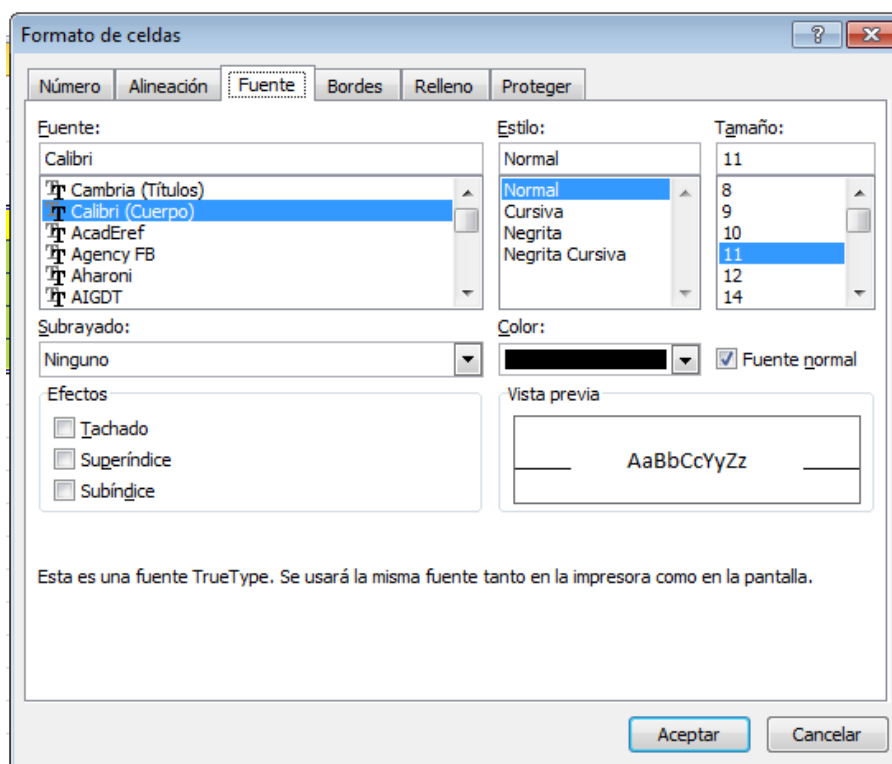 Formato de celdas
Número Alineación Fuente Bordes Relleno Proteger
Fuente: Estilo: Tamaño:
Calibri Normal 11
Cambria (Títulos) Normal 8
Calibri (Cuerpo) Cursiva 9
AcadEref Negrita 10
Agency FB Negrita Cursiva 11
Aharoni 12
AIGDT 14
Subrayado: Color:
Ninguno Fuente normal
Efectos Vista previa
Tachado
Superíndice AaBbCcYyZz
Subíndice
Esta es una fuente TrueType. Se usará la misma fuente tanto en la impresora como en la pantalla.
Aceptar Cancelar